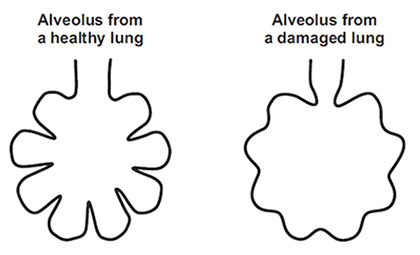 Alveolus from
a healthy lung
Alveolus from
a damaged lung